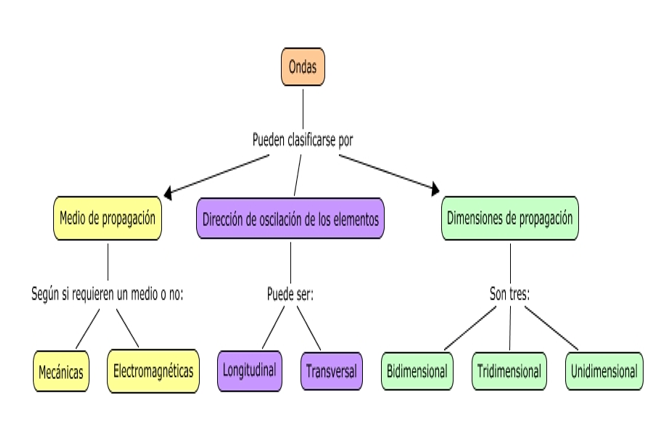 Ondas
Pueden clasificarse por
Medio de propagación
Dirección de oscilación de los elementos
Dimensiones de propagación
Según si requieren un medio o no:
Puede ser:
Son tres:
Mecánicas
Electromagnéticas
Longitudinal
Transversal
Bidimensional
Tridimensional
Unidimensional